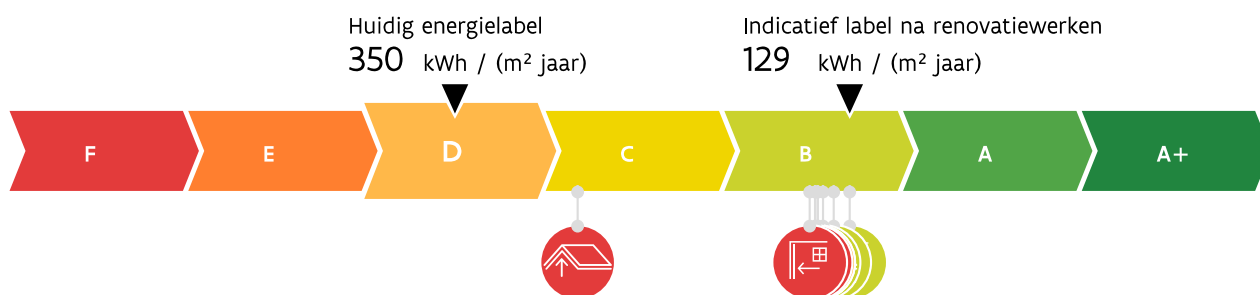 Huidig energielabel
350 kWh / (m² jaar)
Indicatief label na renovatiewerken
129 kWh / (m² jaar)
F E D C B A A+